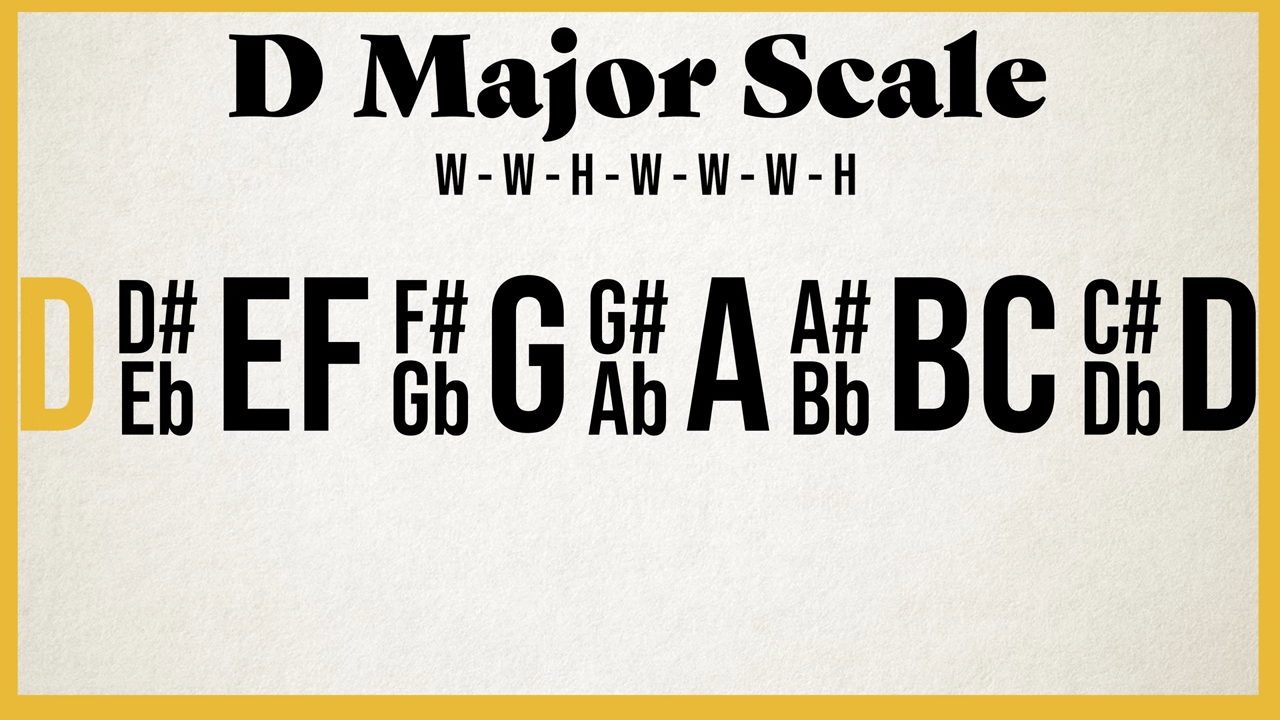 D Major Scale
W-W-H-W-W-W-H
D D# Eb E F F# Gb G G# Ab A A# Bb B C C# Db D